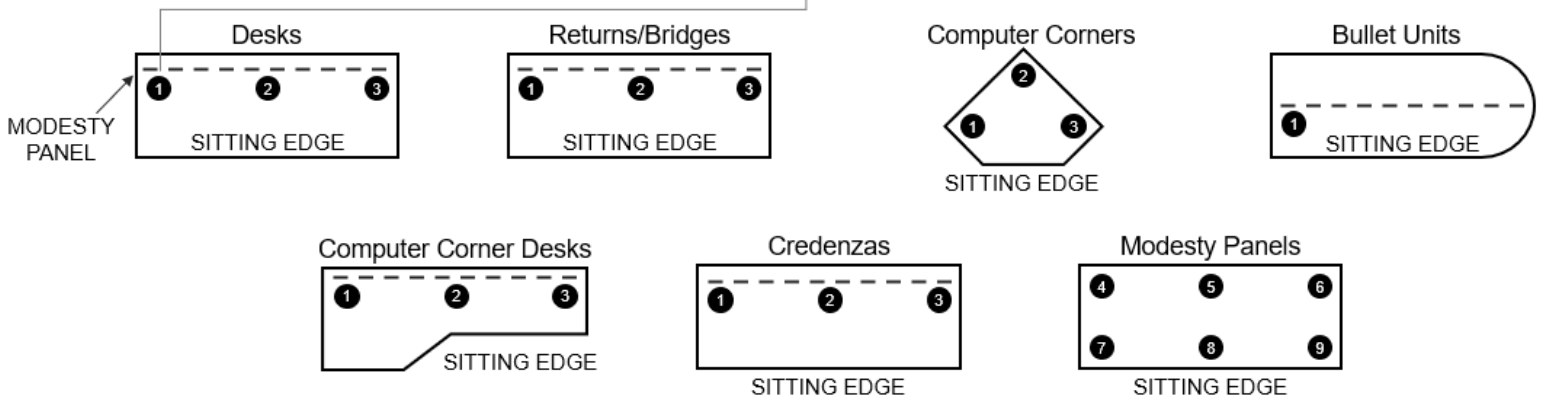 Desks
Returns/Bridges
Computer Corners
Bullet Units
MODESTY
PANEL
1 2 3
SITTING EDGE
1 2 3
SITTING EDGE
2
1 3
SITTING EDGE
1
SITTING EDGE
Computer Corner Desks
Credenzas
Modesty Panels
1 2 3
SITTING EDGE
1 2 3
SITTING EDGE
4 5 6
7 8 9
SITTING EDGE